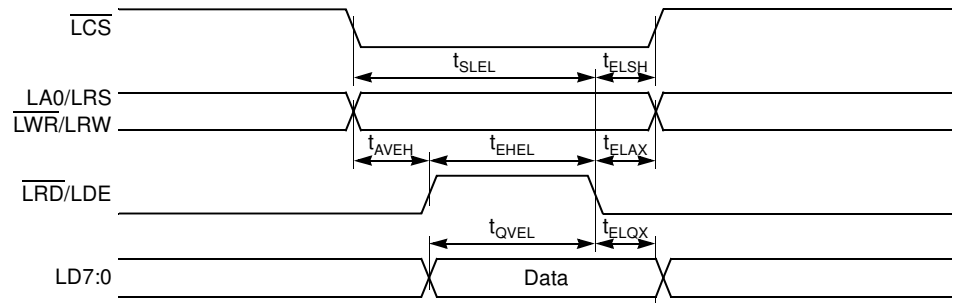 LCS
tSLEL tELSH
LA0/LRS
LWR/LRW
tAVEH tEHEL tELAX
LRD/LDE
tQVEL tELQX
LD7:0 Data